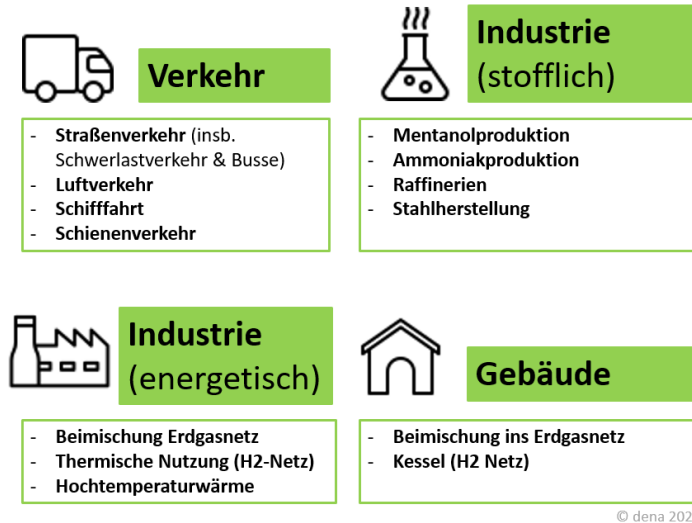 Verkehr
- Straßenverkehr (insb.
Schwerlastverkehr & Busse)
- Luftverkehr
- Schifffahrt
- Schienenverkehr
Industrie
(stofflich)
- Mentanolproduktion
- Ammoniakproduktion
- Raffinerien
- Stahlherstellung
Industrie
(energetisch)
- Beimischung Erdgasnetz
- Thermische Nutzung (H2-Netz)
- Hochtemperaturwärme
Gebäude
- Beimischung ins Erdgasnetz
- Kessel (H2 Netz)
© dena 202